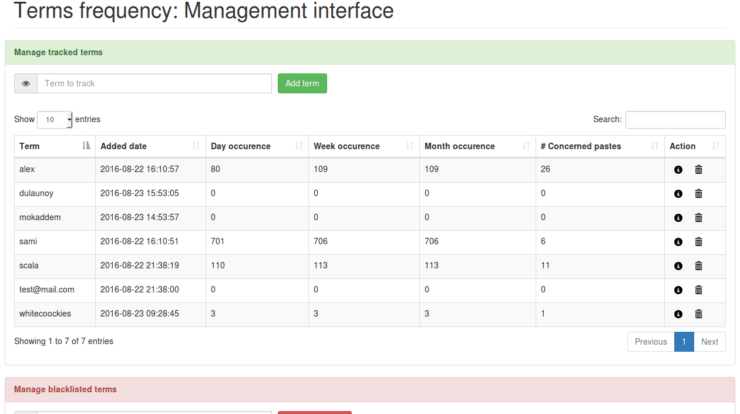 Terms frequency: Management interface
Manage tracked terms
Term to track Add term
Show 10 entries Search:
Term Added date Day occurence Week occurence Month occurence # Concerned pastes Action
alex 2016-08-22 16:10:57 80 109 109 26
dulaunoy 2016-08-23 15:53:05 0 0 0 0
mokaddem 2016-08-23 14:53:57 0 0 0 0
sami 2016-08-22 16:10:51 701 706 706 6
scala 2016-08-22 21:38:19 110 113 113 11
test@mail.com 2016-08-22 21:38:00 0 0 0 0
whitecoockies 2016-08-23 09:28:45 3 3 3 1
Showing 1 to 7 of 7 entries Previous 1 Next
Manage blacklisted terms